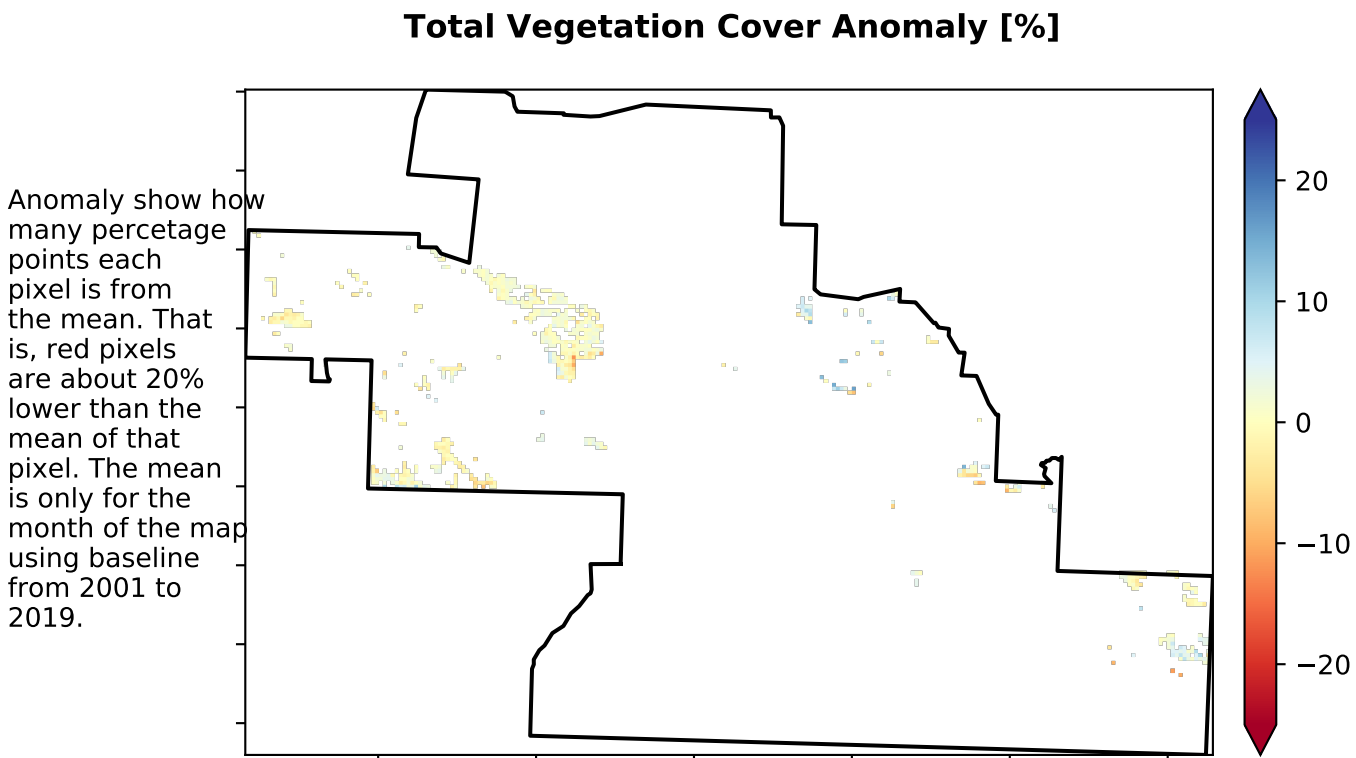 Total Vegetation Cover Anomaly [%]
Anomaly show how
many percetage
points each
pixel is from
the mean. That
is, red pixels
are about 20%
lower than the
mean of that
pixel. The mean
is only for the
month of the map
using baseline
from 2001 to
2019.
20
10
0
−10
−20